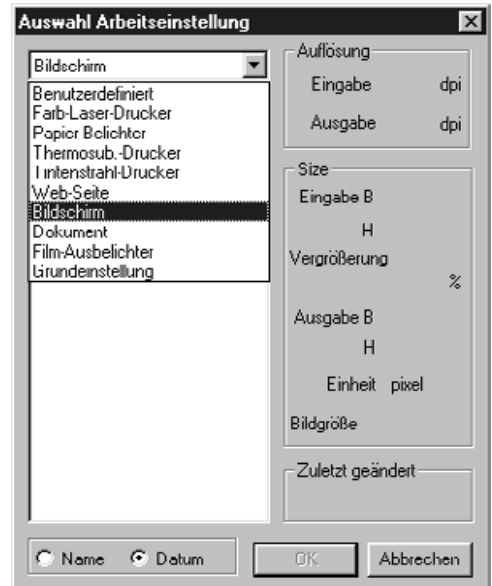 Auswahl Arbeitseinstellung
Bildschirm
Benutzerdefiniert
Farb-Laser-Drucker
Papier Belichter
Thermosub.-Drucker
Tintenstrahl-Drucker
Web-Seite
Bildschirm
Dokument
Film-Ausbelichter
Grundeinstellung
Auflösung
Eingabe dpi
Ausgabe dpi
Size
Eingabe B
H
Vergrößerung
%
Ausgabe B
H
Einheit pixel
Bildgröße
Zuletzt geändert
Name Datum
OK Abbrechen